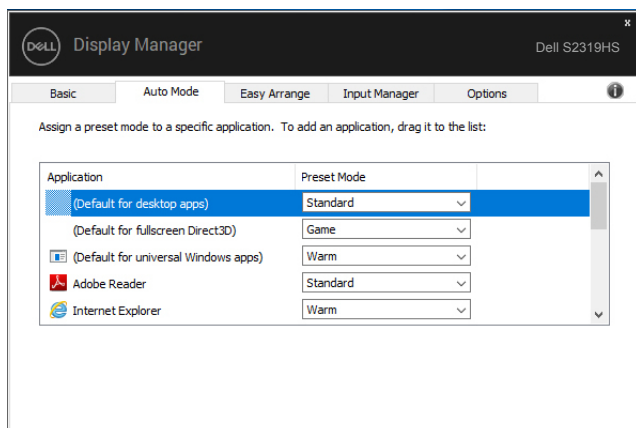 x
DELL Display Manager Dell S2319HS
Basic Auto Mode Easy Arrange Input Manager Options
Assign a preset mode to a specific application. To add an application, drag it to the list:
Application Preset Mode
(Default for desktop apps) Standard
(Default for fullscreen Direct3D) Game
(Default for universal Windows apps) Warm
Adobe Reader Standard
Internet Explorer Warm